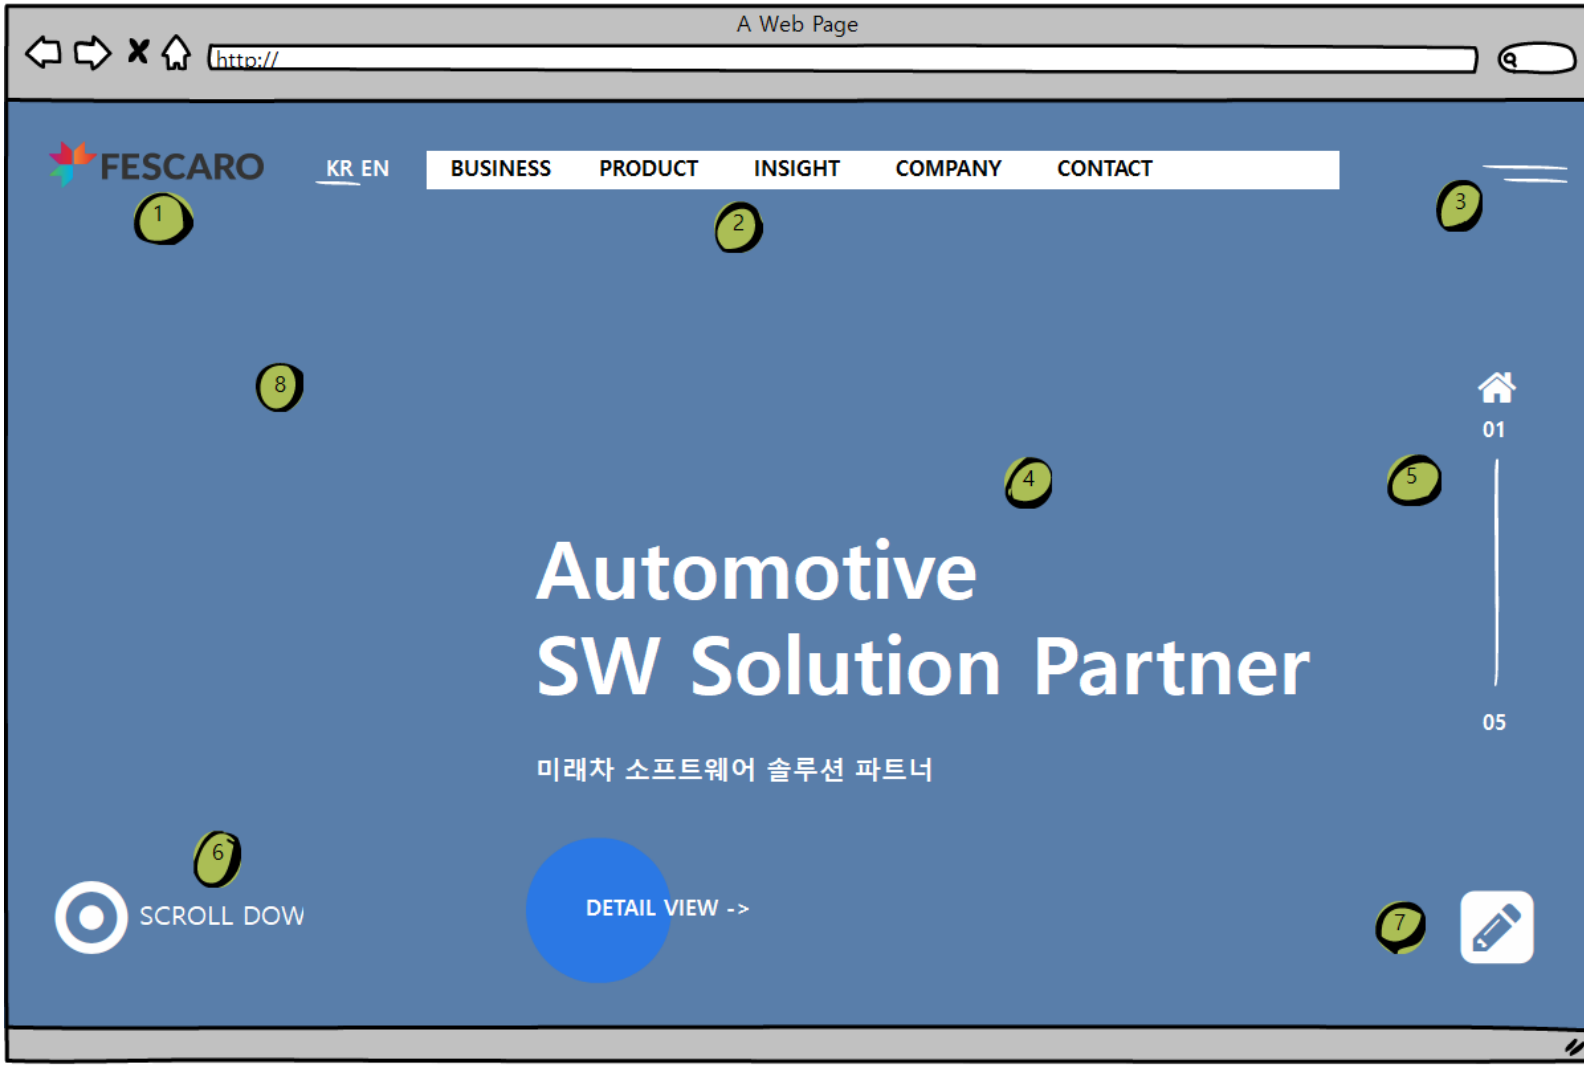 A Web Page
http://
FESCARO
KR EN
BUSINESS PRODUCT INSIGHT COMPANY CONTACT
1
2
3
8
01
4
5
Automotive
SW Solution Partner
05
미래차 소프트웨어 솔루션 파트너
6
SCROLL DOW
DETAIL VIEW ->
7